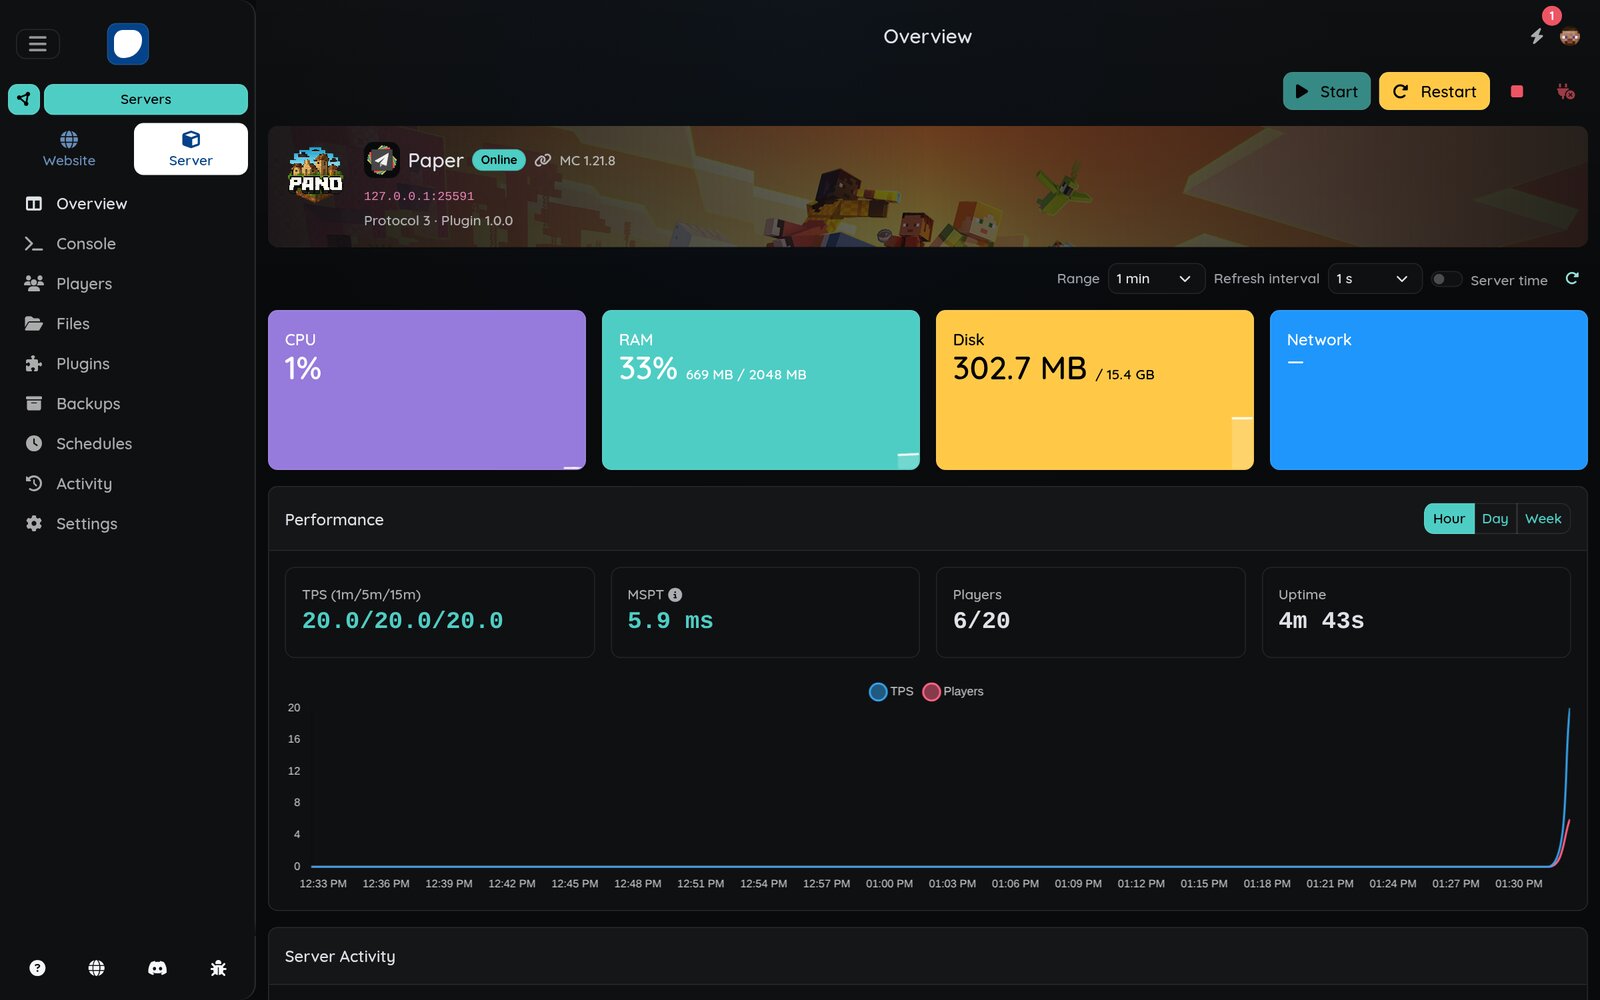 Overview
1
Servers
Website
Server
Overview
Console
Players
Files
Plugins
Backups
Schedules
Activity
Settings
Start
Restart
PANO
Paper
Online
MC 1.21.8
127.0.0.1:25591
Protocol 3 · Plugin 1.0.0
Range
1 min
Refresh interval
1 s
Server time
CPU
1%
RAM
33% 669 MB / 2048 MB
Disk
302.7 MB / 15.4 GB
Network
—
Performance
Hour
Day
Week
TPS (1m/5m/15m)
20.0/20.0/20.0
MSPT
5.9 ms
Players
6/20
Uptime
4m 43s
TPS
Players
20
16
12
8
4
0
12:33 PM
12:36 PM
12:39 PM
12:42 PM
12:45 PM
12:48 PM
12:51 PM
12:54 PM
12:57 PM
01:00 PM
01:03 PM
01:06 PM
01:09 PM
01:12 PM
01:15 PM
01:18 PM
01:21 PM
01:24 PM
01:27 PM
01:30 PM
Server Activity